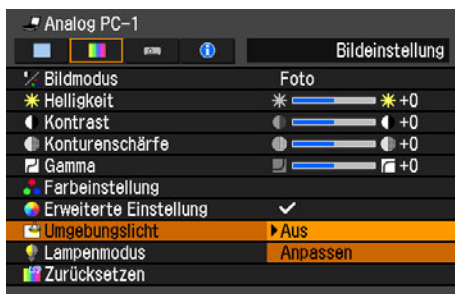 Analog PC-1
Bildeinstellung
Bildmodus Foto
Helligkeit +0
Kontrast +0
Konturenschärfe +0
Gamma +0
Farbeinstellung
Erweiterte Einstellung
Umgebungslicht Aus
Lampenmodus Anpassen
Zurücksetzen